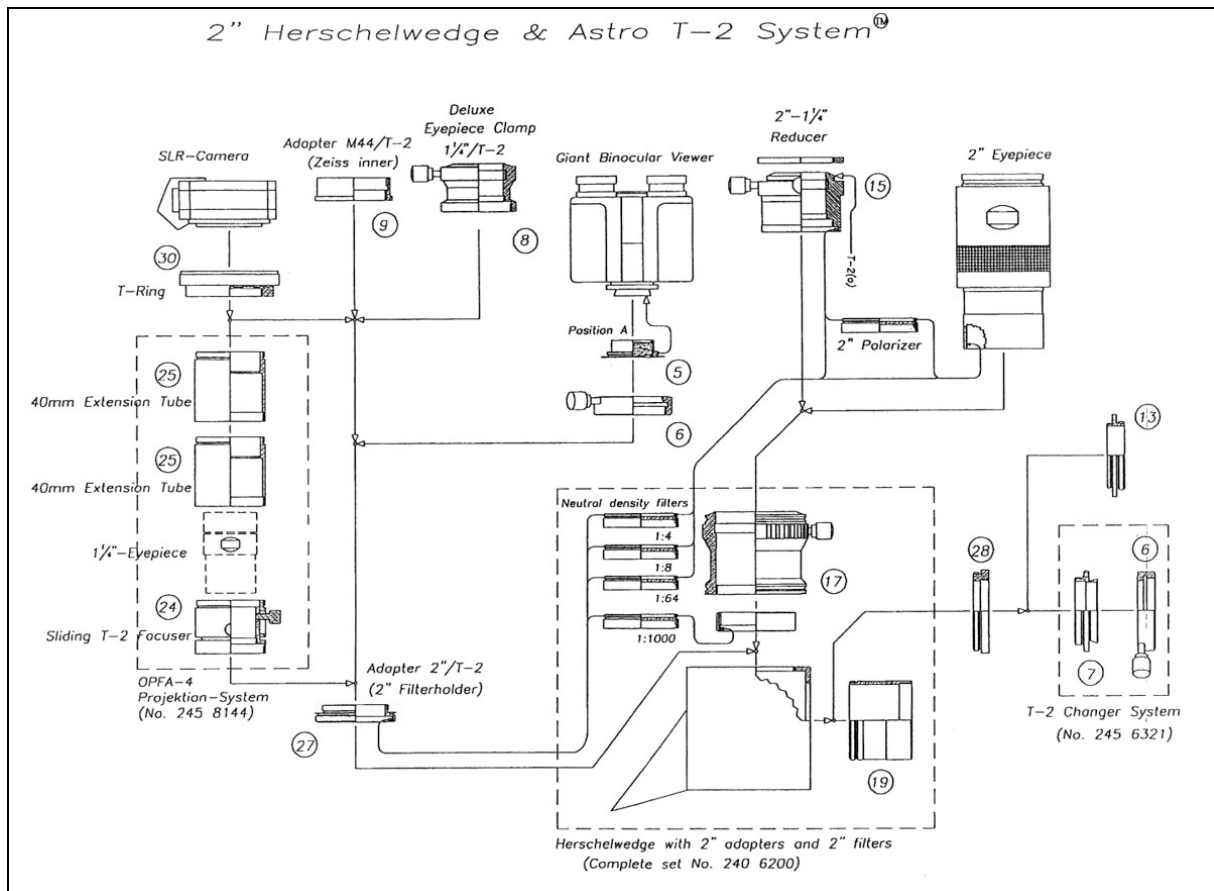 2" Herschelwedge & Astro T-2 System™
SLR-Camera
Adapter M44/T-2
(Zeiss inner)
Deluxe
Eyepiece Clamp
1¼"/T-2
Giant Binocular Viewer
2"-1¼"
Reducer
2" Eyepiece
9
8
15
30
T-Ring
T-2(a)
Position A
2" Polarizer
5
25
40mm Extension Tube
6
13
25
40mm Extension Tube
Neutral density filters
1:4
1¼"-Eyepiece
1:8
17
28
6
24
1:64
Sliding T-2 Focuser
1:1000
7
OPFA-4
Projektion-System
(No. 245 8144)
Adapter 2"/T-2
(2" Filterholder)
27
19
T-2 Changer System
(No. 245 6321)
Herschelwedge with 2" adapters and 2" filters
(Complete set No. 240 6200)